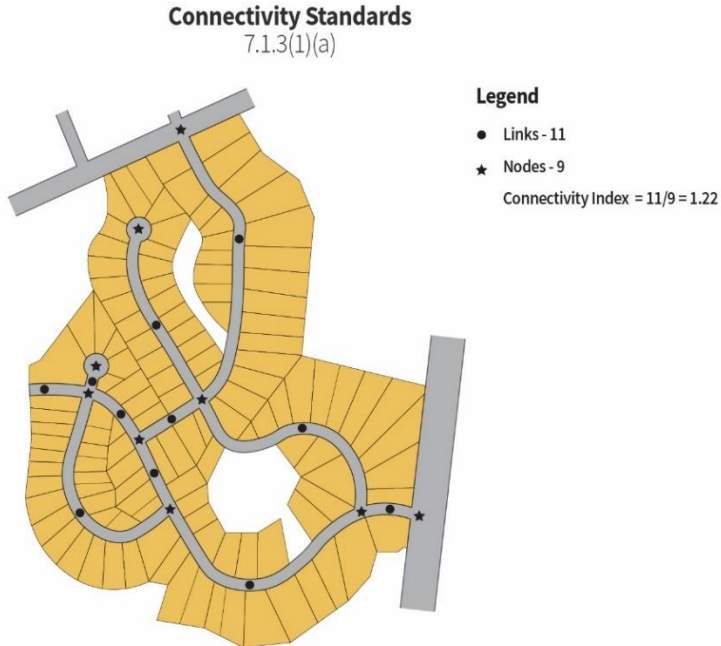 Connectivity Standards
7.1.3(1)(a)
Legend
Links - 11
Nodes - 9
Connectivity Index = 11/9 = 1.22